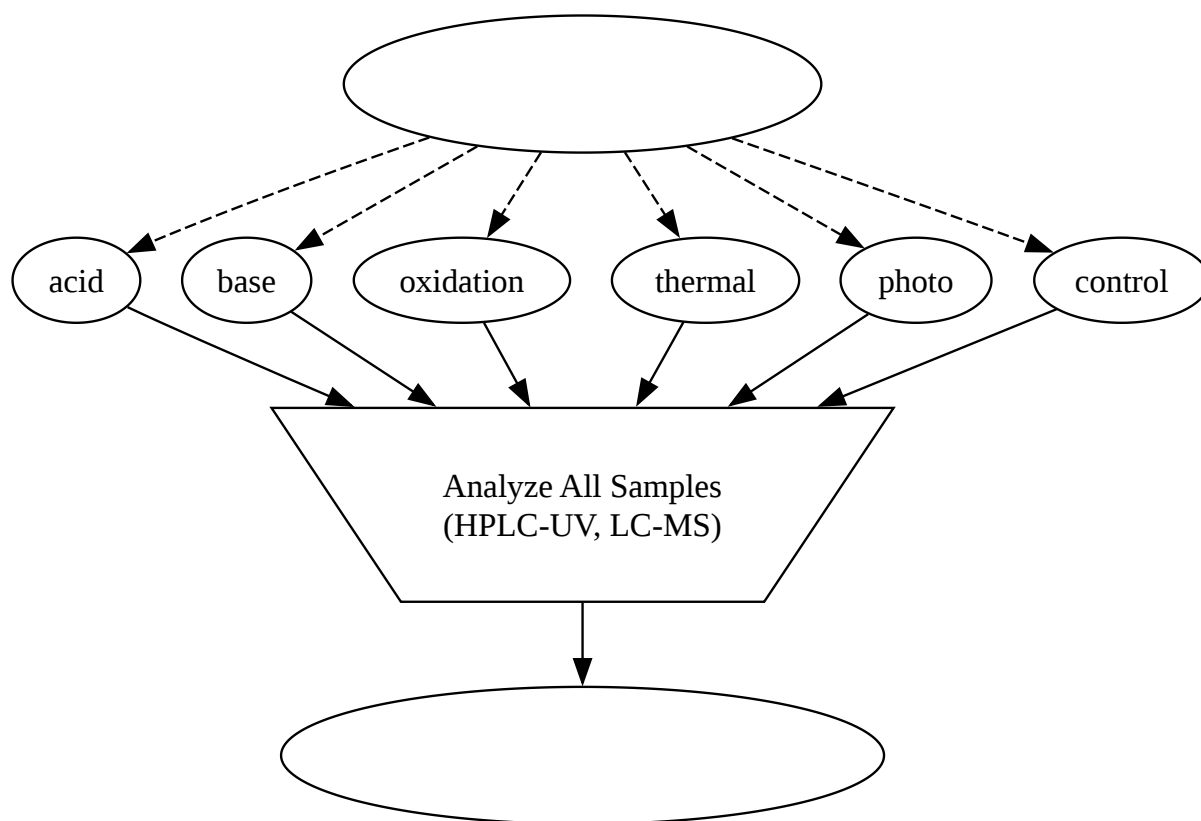 acid
base
oxidation
thermal
photo
control
Analyze All Samples
(HPLC-UV, LC-MS)